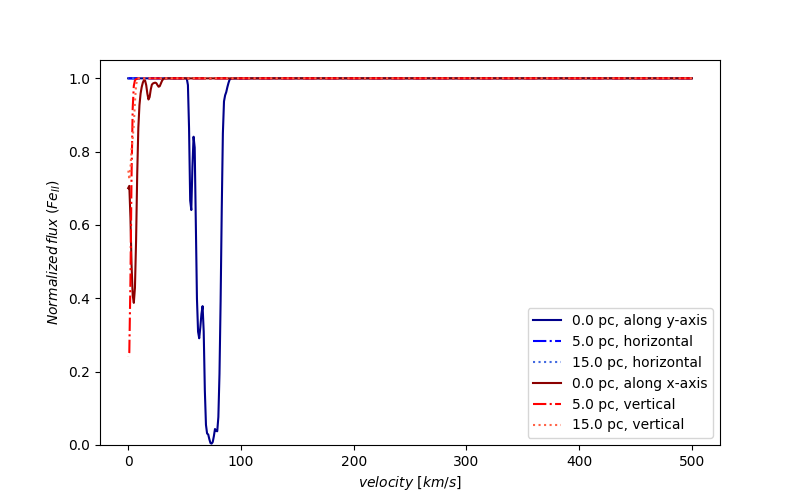 1.0
0.8
0.6
0.4
0.2
0.0
Normalized flux (Fe_{II})
0.0 pc, along y-axis
5.0 pc, horizontal
15.0 pc, horizontal
0.0 pc, along x-axis
5.0 pc, vertical
15.0 pc, vertical
0 100 200 300 400 500
velocity [km/s]